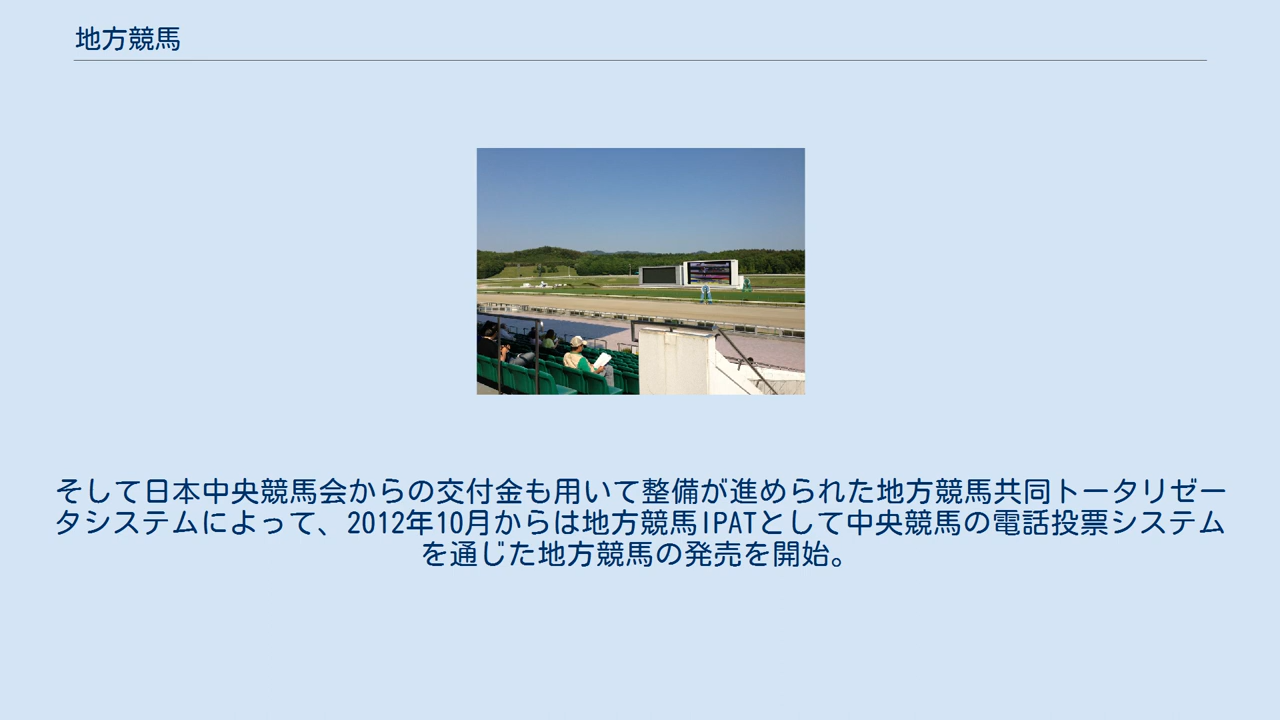 地方競馬
そして日本中央競馬会からの交付金も用いて整備が進められた地方競馬共同トータリゼー
タシステムによって、2012年10月からは地方競馬IPATとして中央競馬の電話投票システム
を通じた地方競馬の発売を開始。